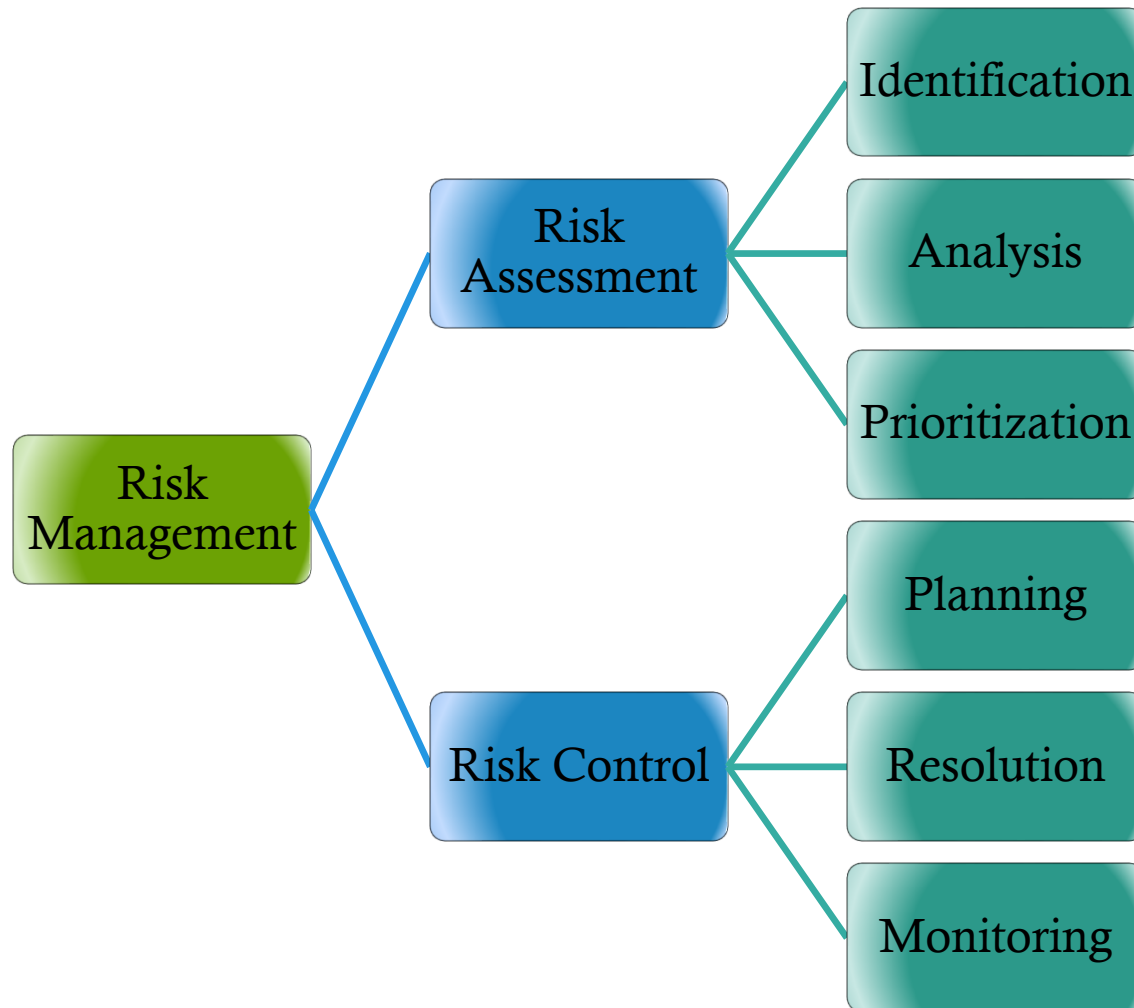 Identification
Risk
Assessment
Analysis
Prioritization
Risk
Management
Planning
Risk Control
Resolution
Monitoring